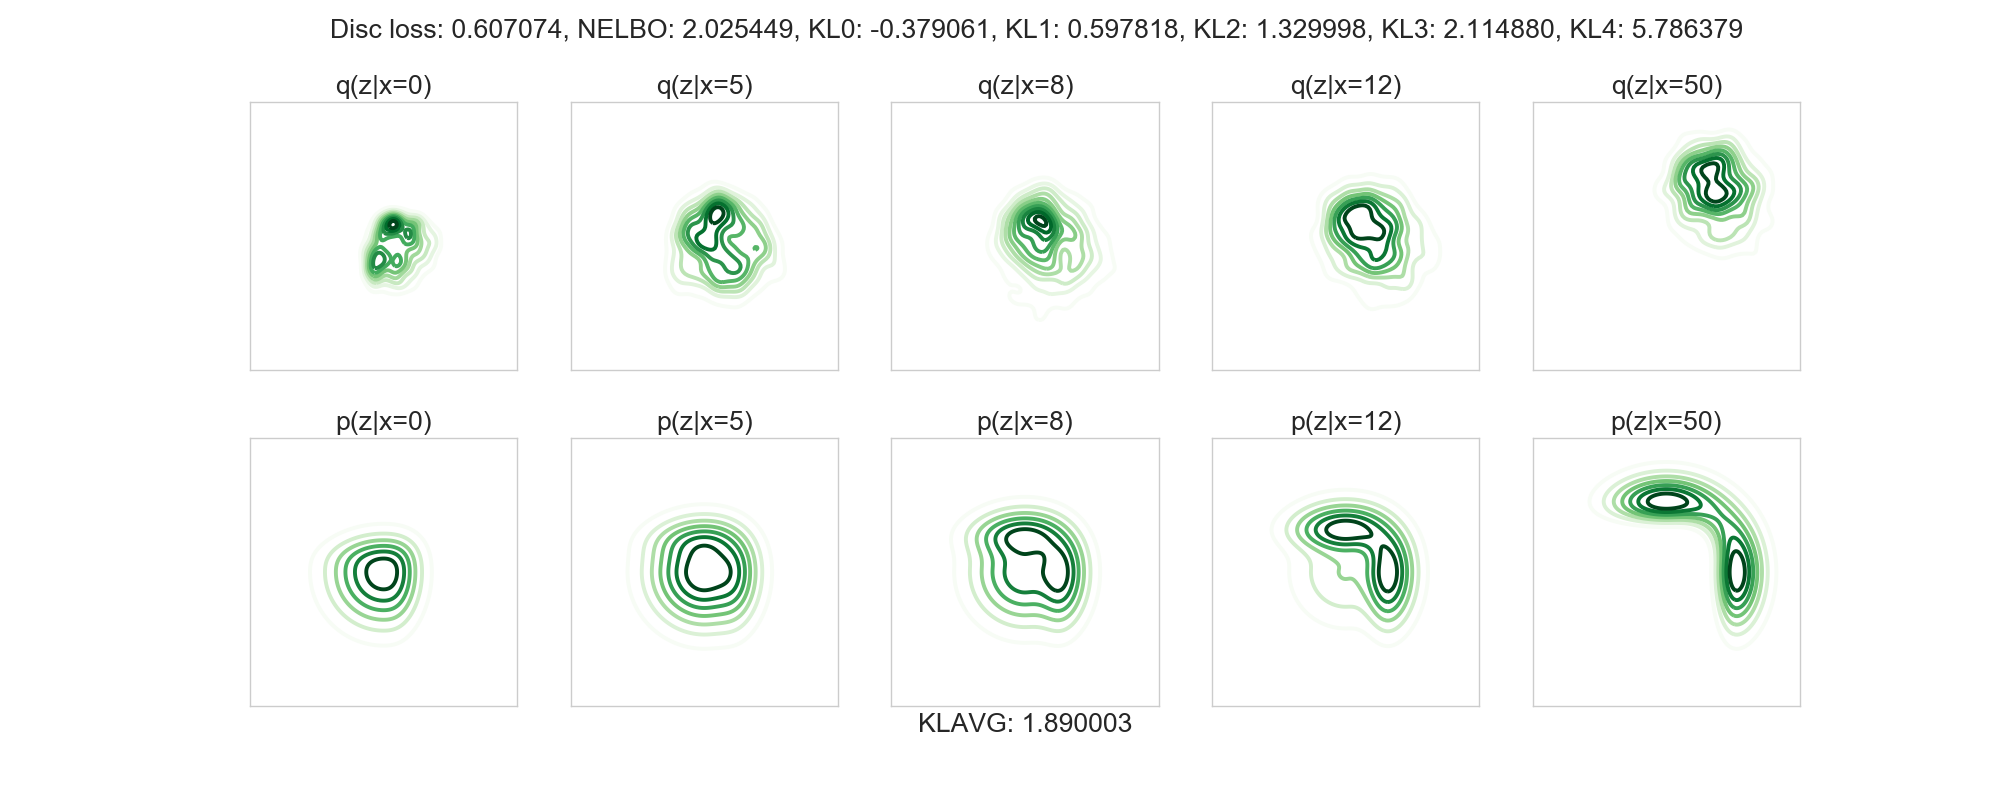 Disc loss: 0.607074, NELBO: 2.025449, KL0: -0.379061, KL1: 0.597818, KL2: 1.329998, KL3: 2.114880, KL4: 5.786379
q(z|x=0) q(z|x=5) q(z|x=8) q(z|x=12) q(z|x=50)
p(z|x=0) p(z|x=5) p(z|x=8) p(z|x=12) p(z|x=50)
KLAVG: 1.890003